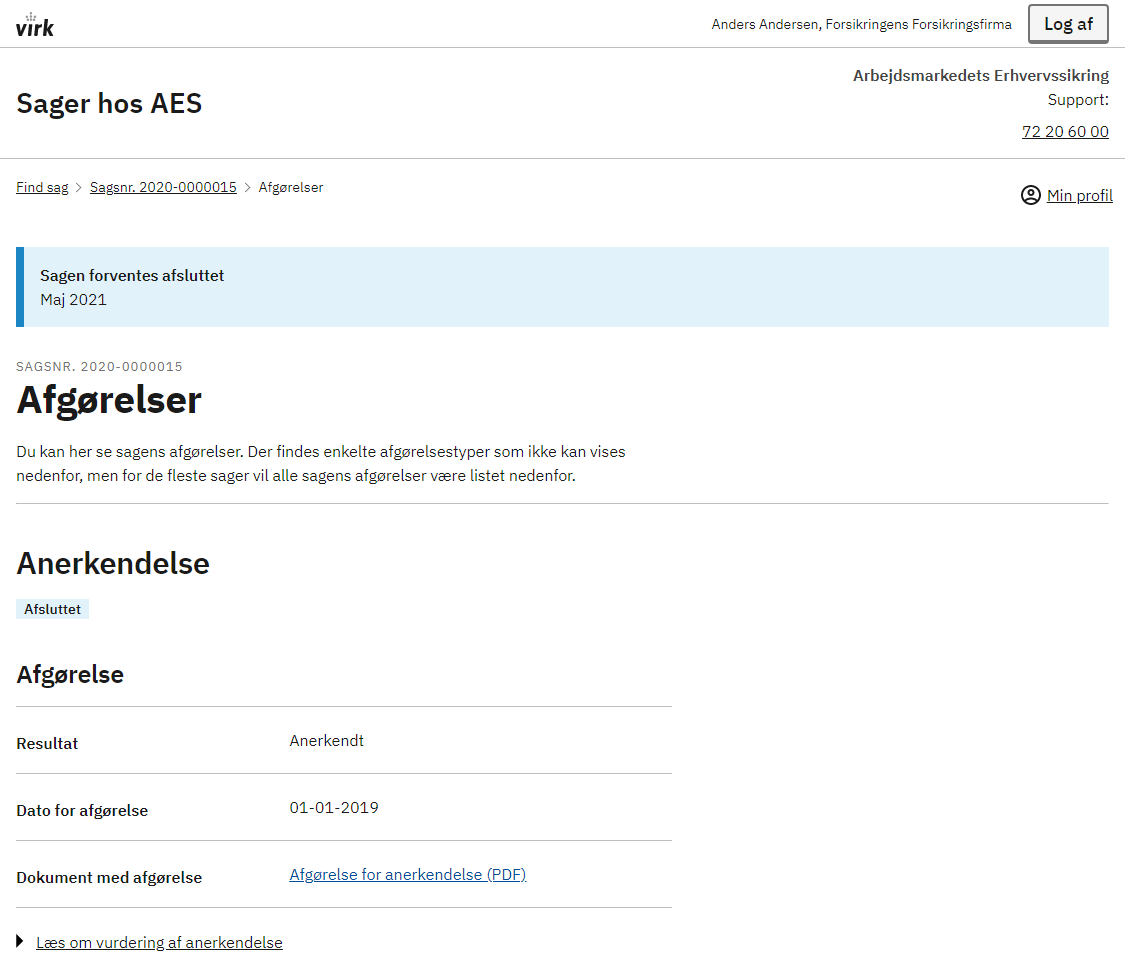 virk
Anders Andersen, Forsikringens Forsikringsfirma
Log af
Sager hos AES
Arbejdsmarkedets Erhvervssikring
Support:
72 20 60 00
Find sag > Sagsnr. 2020-0000015 > Afgørelser
Min profil
Sagen forventes afsluttet
Maj 2021
SAGSNR. 2020-0000015
Afgørelser
Du kan her se sagens afgørelser. Der findes enkelte afgørelsestyper som ikke kan vises
nedenfor, men for de fleste sager vil alle sagens afgørelser være listet nedenfor.
Anerkendelse
Afsluttet
Afgørelse
Resultat Anerkendt
Dato for afgørelse 01-01-2019
Dokument med afgørelse Afgørelse for anerkendelse (PDF)
Læs om vurdering af anerkendelse